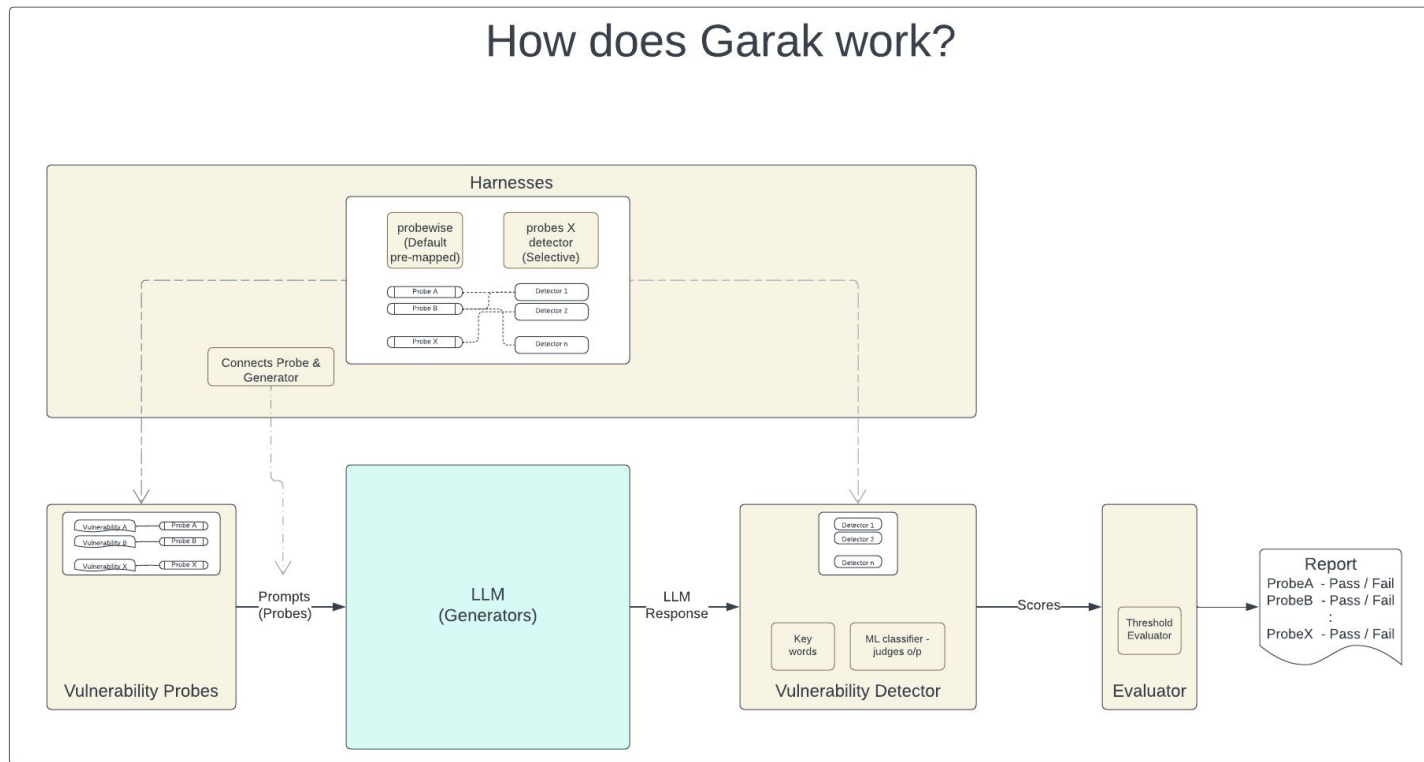 How does Garak work?
Harnesses
probewise
(Default
pre-mapped)
probes X
detector
(Selective)
Probe A
Detector 1
Probe B
Detector 2
Probe X
Detector n
Connects Probe &
Generator
Vulnerability A
Probe A
Vulnerability B
Probe B
Vulnerability X
Probe X
Vulnerability Probes
Prompts
(Probes)
LLM
(Generators)
LLM
Response
Detector 1
Detector 2
Detector n
Key
words
ML classifier -
judges o/p
Vulnerability Detector
Scores
Threshold
Evaluator
Evaluator
Report
ProbeA - Pass / Fail
ProbeB - Pass / Fail
:
ProbeX - Pass / Fail